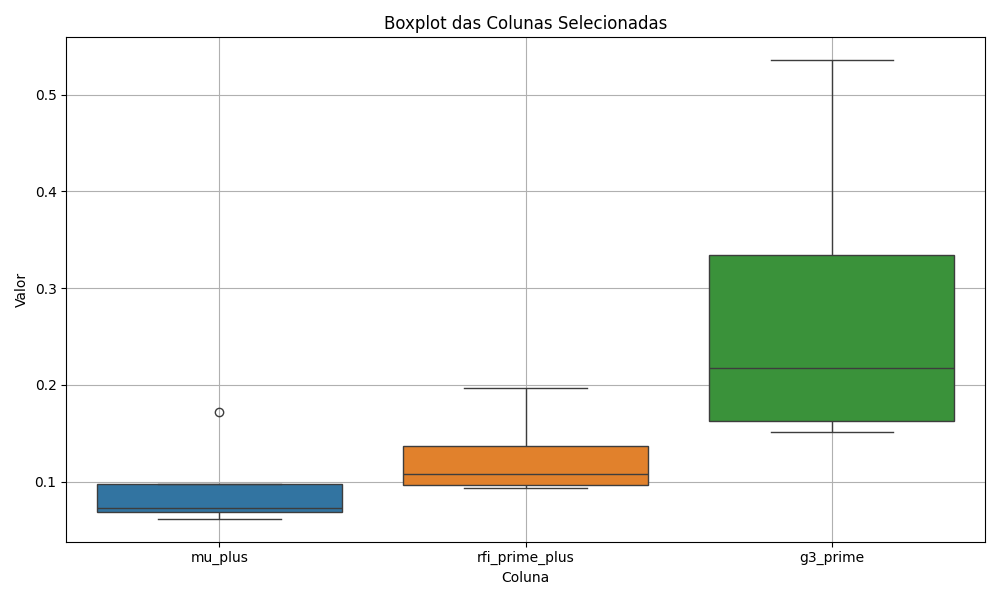 Boxplot das Colunas Selecionadas
0.5
0.4
0.3
0.2
0.1
Valor
mu_plus
rfi_prime_plus
g3_prime
Coluna